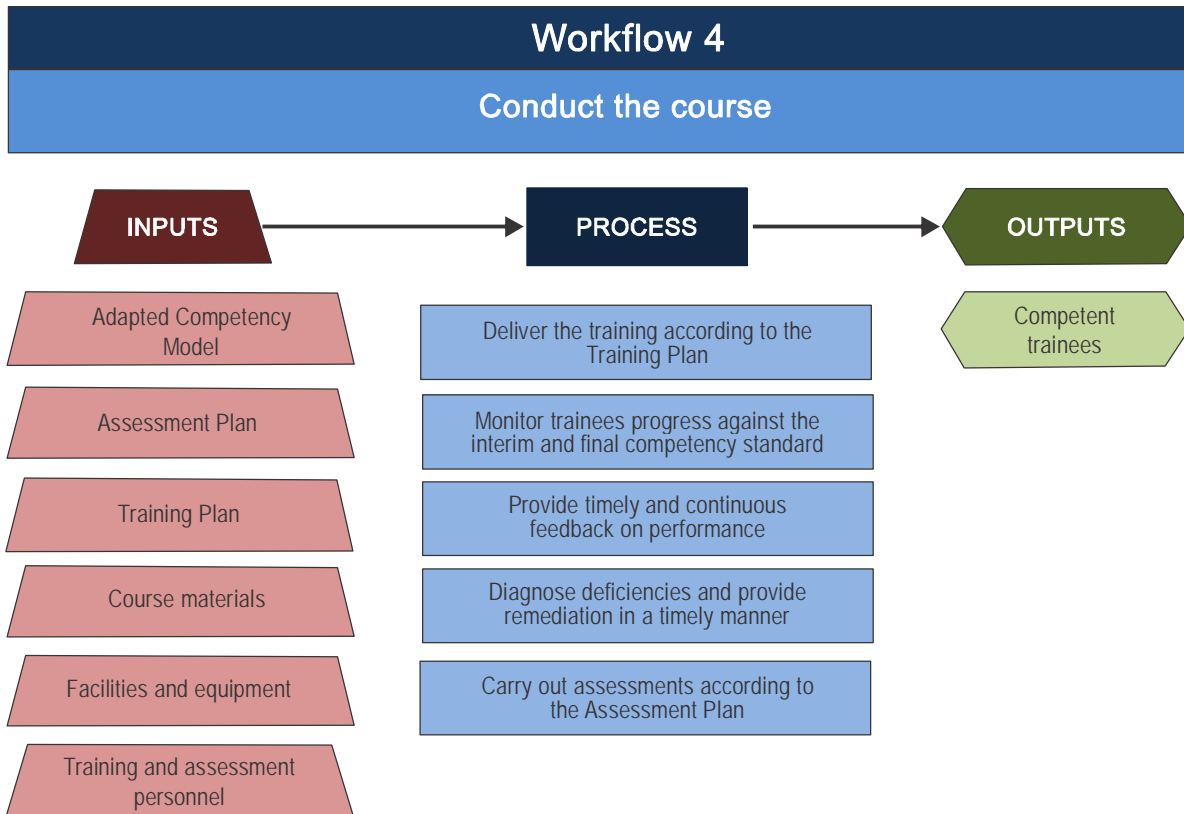 Workflow 4
Conduct the course
INPUTS
PROCESS
OUTPUTS
Adapted Competency
Model
Assessment Plan
Training Plan
Course materials
Facilities and equipment
Training and assessment
personnel
Deliver the training according to the
Training Plan
Monitor trainees progress against the
interim and final competency standard
Provide timely and continuous
feedback on performance
Diagnose deficiencies and provide
remediation in a timely manner
Carry out assessments according to
the Assessment Plan
Competent
trainees